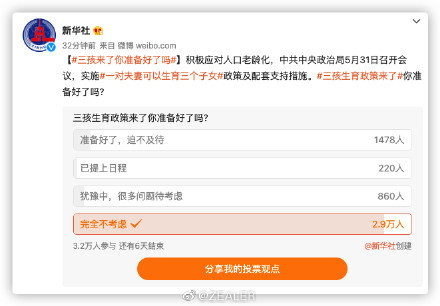 新华社
32分钟前 来自 微博 weibo.com
【#三孩来了你准备好了吗#】积极应对人口老龄化，中共中央政治局5月31日召开会
议，实施#一对夫妻可以生育三个子女#政策及配套支持措施。#三孩生育政策来了#你准
备好了吗？
三孩生育政策来了你准备好了吗？
准备好了，迫不及待 1478人
已提上日程 220人
犹豫中，很多问题待考虑 860人
完全不考虑 2.9万人
3.2万人参与 还有6天结束 @新华社创建
分享我的投票观点
@ZEALER